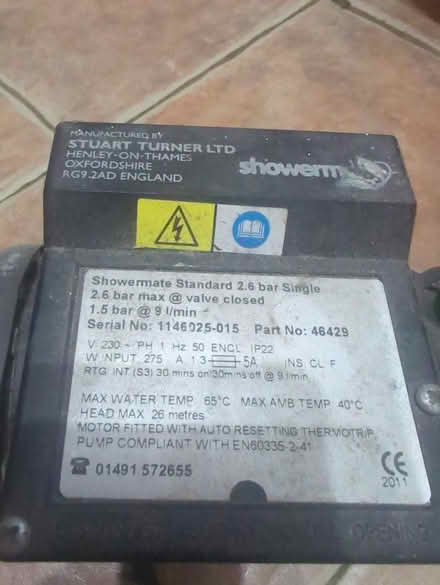 MANUFACTURED BY
STUART TURNER LTD
HENLEY-ON-THAMES
OXFORDSHIRE
RG9 2AD ENGLAND
showerm
Showermate Standard 2.6 bar Single
2.6 bar max @ valve closed
1.5 bar @ 9 l/min
Serial No: 1146025-015 Part No: 46429
V 230 ~ PH 1 Hz 50 ENCL IP22
W INPUT 275 A 1.3 5A INS CL F
RTG INT (S3) 30 mins on 30mins off @ 9 l/min
MAX WATER TEMP 65°C MAX AMB TEMP 40°C
HEAD MAX 26 metres
MOTOR FITTED WITH AUTO RESETTING THERMOTRIP
PUMP COMPLIANT WITH EN60335-2-41
01491 572655
CE
2011
OPENING